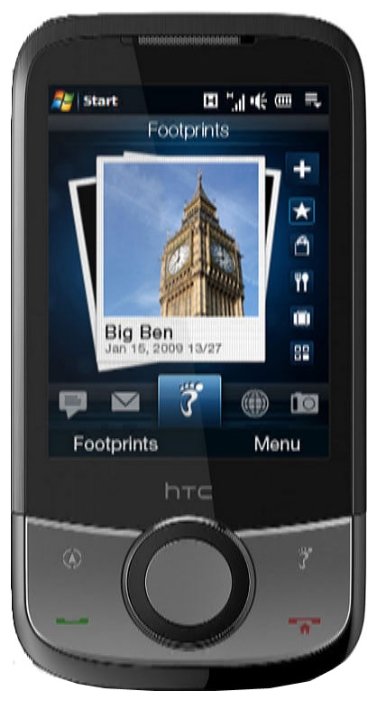 Start
Footprints
Big Ben
Jan 15, 2009 13/27
Footprints
Menu
hTC